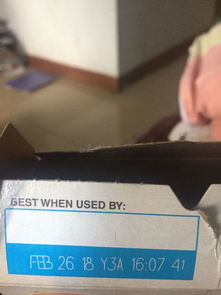 BEST WHEN USED BY:
FEB 26 18 Y3A 16:07 41